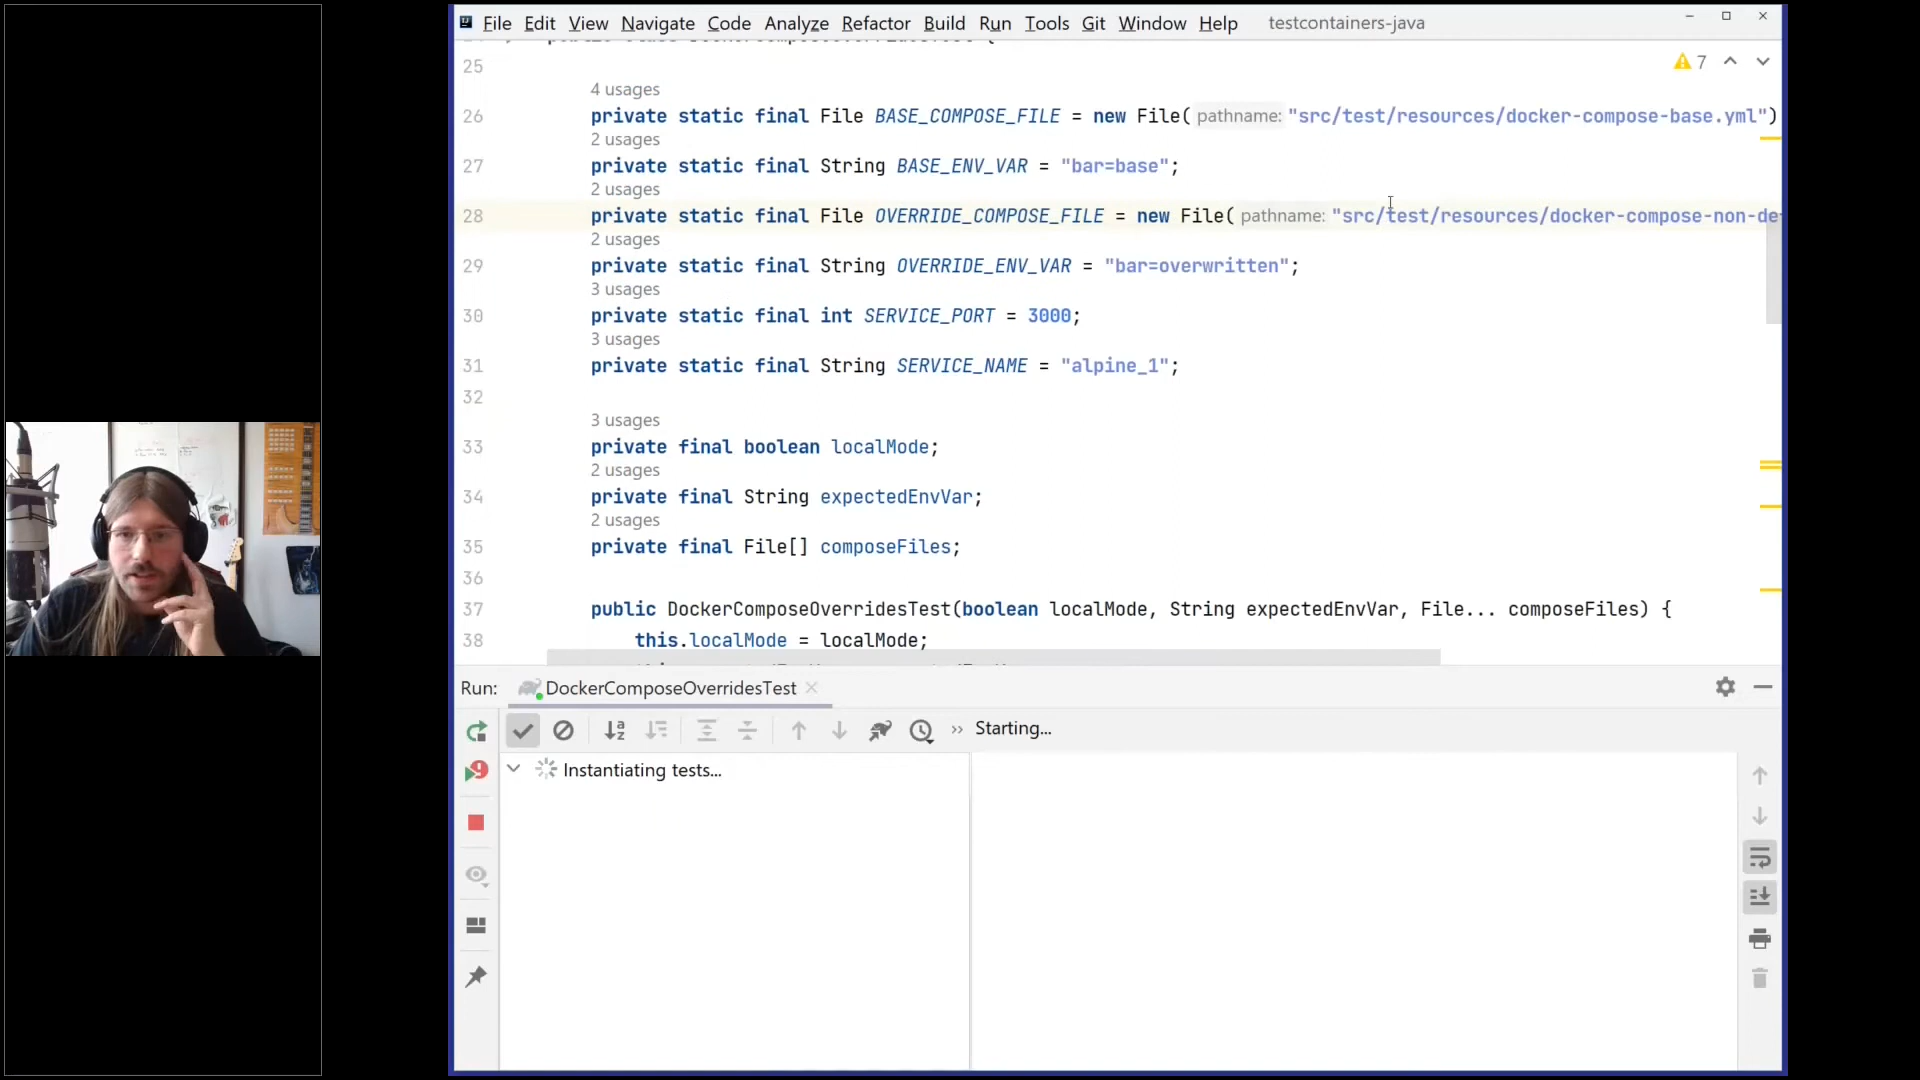 File Edit View Navigate Code Analyze Refactor Build Run Tools Git Window Help testcontainers-java
25
7
4 usages
26 private static final File BASE_COMPOSE_FILE = new File( pathname: "src/test/resources/docker-compose-base.yml")
2 usages
27 private static final String BASE_ENV_VAR = "bar=base";
2 usages
28 private static final File OVERRIDE_COMPOSE_FILE = new File( pathname: "src/test/resources/docker-compose-non-de
2 usages
29 private static final String OVERRIDE_ENV_VAR = "bar=overwritten";
3 usages
30 private static final int SERVICE_PORT = 3000;
3 usages
31 private static final String SERVICE_NAME = "alpine_1";
32
3 usages
33 private final boolean localMode;
2 usages
34 private final String expectedEnvVar;
2 usages
35 private final File[] composeFiles;
36
37 public DockerComposeOverridesTest(boolean localMode, String expectedEnvVar, File... composeFiles) {
38 this.localMode = localMode;
Run: DockerComposeOverridesTest
Starting...
Instantiating tests...